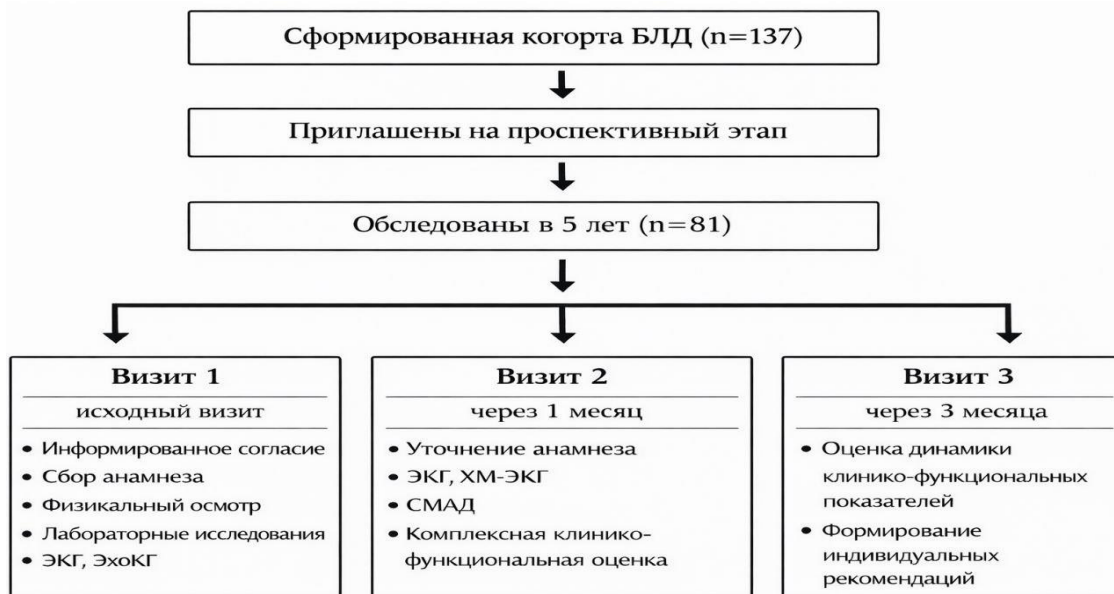 Сформированная когорта БЛД (n=137)
Приглашены на проспективный этап
Обследованы в 5 лет (n=81)
Визит 1
исходный визит
• Информированное согласие
• Сбор анамнеза
• Физикальный осмотр
• Лабораторные исследования
• ЭКГ, ЭхоКГ
Визит 2
через 1 месяц
• Уточнение анамнеза
• ЭКГ, ХМ-ЭКГ
• СМАД
• Комплексная клинико-
функциональная оценка
Визит 3
через 3 месяца
• Оценка динамики
клинико-функциональных
показателей
• Формирование
индивидуальных
рекомендаций